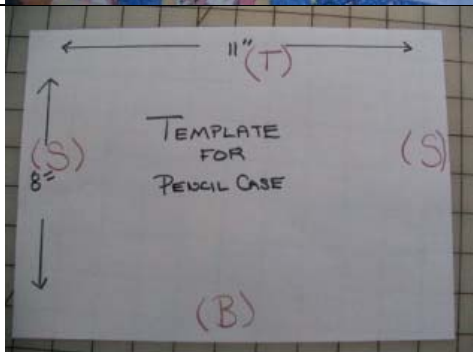 11"
(T)
TEMPLATE
FOR
PENCIL CASE
(S)
(S)
8"
(B)